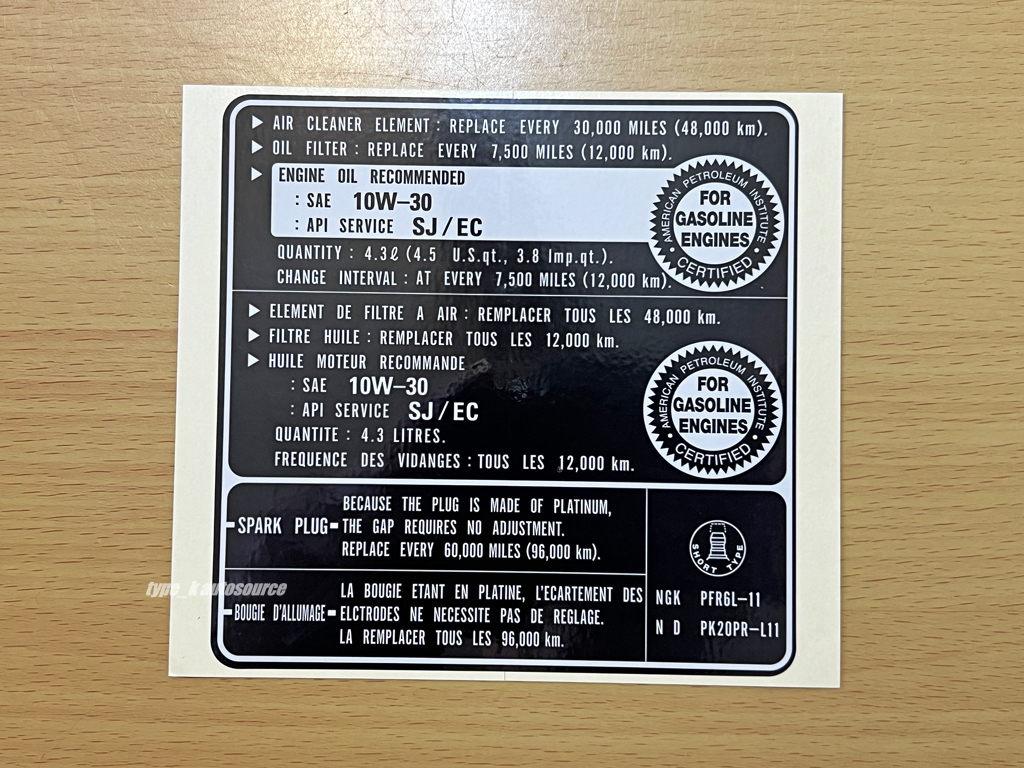 ▶ AIR CLEANER ELEMENT : REPLACE EVERY 30,000 MILES (48,000 km).
▶ OIL FILTER : REPLACE EVERY 7,500 MILES (12,000 km).
▶ ENGINE OIL RECOMMENDED
: SAE 10W–30
: API SERVICE SJ/EC
QUANTITY : 4.3ℓ (4.5 U.S.qt., 3.8 Imp.qt.).
CHANGE INTERVAL : AT EVERY 7,500 MILES (12,000 km).
AMERICAN PETROLEUM INSTITUTE
FOR
GASOLINE
ENGINES
• CERTIFIED •
▶ ELEMENT DE FILTRE A AIR : REMPLACER TOUS LES 48,000 km.
▶ FILTRE HUILE : REMPLACER TOUS LES 12,000 km.
▶ HUILE MOTEUR RECOMMANDE
: SAE 10W–30
: API SERVICE SJ/EC
QUANTITE : 4.3 LITRES.
FREQUENCE DES VIDANGES : TOUS LES 12,000 km.
AMERICAN PETROLEUM INSTITUTE
FOR
GASOLINE
ENGINES
• CERTIFIED •
SPARK PLUG
BECAUSE THE PLUG IS MADE OF PLATINUM,
THE GAP REQUIRES NO ADJUSTMENT.
REPLACE EVERY 60,000 MILES (96,000 km).
BOUGIE D'ALLUMAGE
LA BOUGIE ETANT EN PLATINE, L'ECARTEMENT DES
ELCTRODES NE NECESSITE PAS DE REGLAGE.
LA REMPLACER TOUS LES 96,000 km.
SHORT TYPE
NGK PFR6L–11
N D PK20PR–L11
type_k autosource